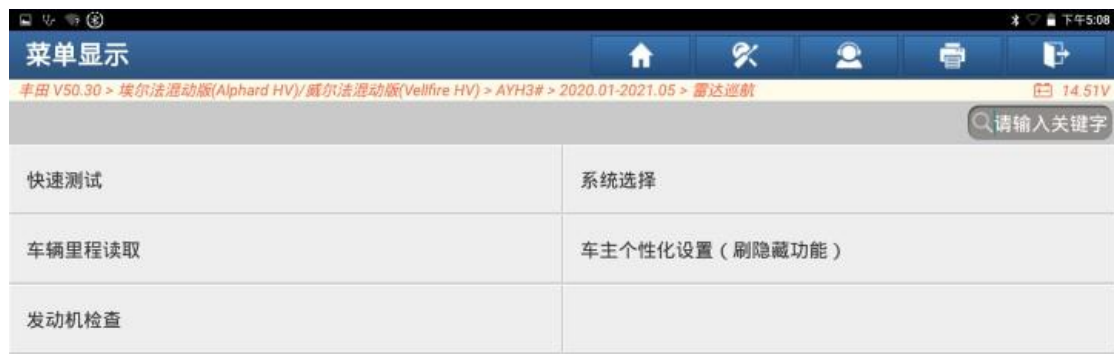 下午5:08
菜单显示
丰田 V50.30 > 埃尔法混动版(Alphard HV)/威尔法混动版(Vellfire HV) > AYH3# > 2020.01-2021.05 > 雷达巡航 14.51V
请输入关键字
快速测试 系统选择
车辆里程读取 车主个性化设置（刷隐藏功能）
发动机检查